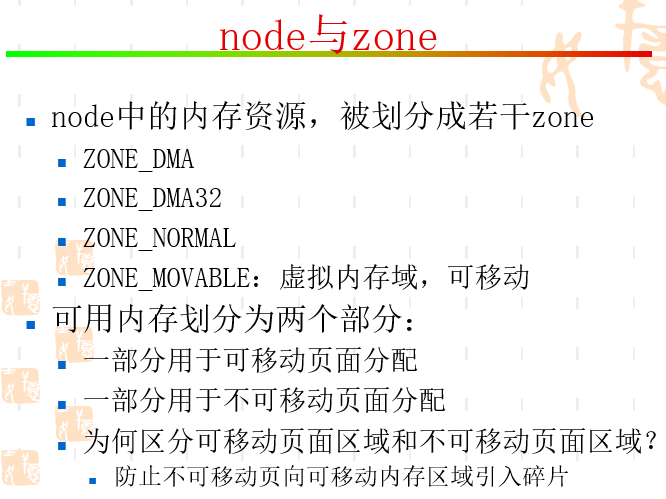 node与zone
node中的内存资源，被划分成若干zone
ZONE_DMA
ZONE_DMA32
ZONE_NORMAL
ZONE_MOVABLE：虚拟内存域，可移动
可用内存划分为两个部分：
一部分用于可移动页面分配
一部分用于不可移动页面分配
为何区分可移动页面区域和不可移动页面区域？
防止不可移动页向可移动内存区域引入碎片